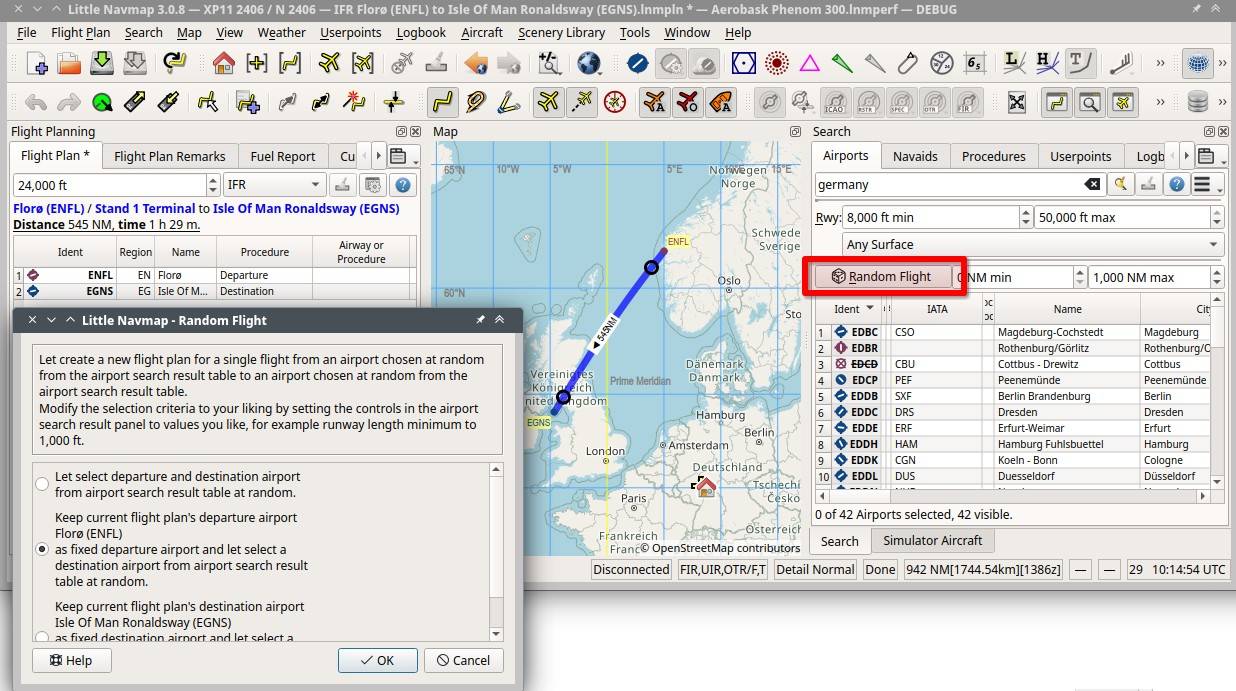 Little Navmap 3.0.8 — XP11 2406 / N 2406 — IFR Florø (ENFL) to Isle Of Man Ronaldsway (EGNS).lnmpln * — Aerobask Phenom 300.lnmperf — DEBUG
File Flight Plan Search Map View Weather Userpoints Logbook Aircraft Scenery Library Tools Window Help
6s L H T
ICAO RSTR SPEC OTR FIR
Flight Planning
Flight Plan * Flight Plan Remarks Fuel Report Cu
24,000 ft IFR
Florø (ENFL) / Stand 1 Terminal to Isle Of Man Ronaldsway (EGNS)
Distance 545 NM, time 1 h 29 m.
Ident Region Name Procedure Airway or Procedure
1 ENFL EN Florø Departure
2 EGNS EG Isle Of M... Destination
Map
65°N 10°W 5°W 5°E 15°E
Norwegen
Norge
ENFL
Schwede
Sverige
Oslo
60°N
Sto
545NM
Dänemark
Danmark
Vereinigtes
Königreich
United Kingdom
Prime Meridian
EGNS
Hamburg
Berlin
Amsterdam
London
Deutschland
Tschechi
Česko
Paris
Österreich
Frankreich
France
© OpenStreetMap contributors
Search
Airports Navaids Procedures Userpoints Logb
germany
Rwy: 8,000 ft min 50,000 ft max
Any Surface
Random Flight 0 NM min 1,000 NM max
Ident IATA Name City
1 EDBC CSO Magdeburg-Cochstedt Magdeburg
2 EDBR Rothenburg/Görlitz Rothenburg/G
3 EDCD CBU Cottbus - Drewitz Cottbus
4 EDCP PEF Peenemünde Peenemünde
5 EDDB SXF Berlin Brandenburg Berlin
6 EDDC DRS Dresden Dresden
7 EDDE ERF Erfurt-Weimar Erfurt
8 EDDH HAM Hamburg Fuhlsbuettel Hamburg
9 EDDK CGN Koeln - Bonn Cologne
10 EDDL DUS Duesseldorf Düsseldorf
0 of 42 Airports selected, 42 visible.
Search Simulator Aircraft
Disconnected FIR,UIR,OTR/F,T Detail Normal Done 942 NM[1744.54km][1386z] — — 29 10:14:54 UTC
Little Navmap - Random Flight
Let create a new flight plan for a single flight from an airport chosen at random
from the airport search result table to an airport chosen at random from the
airport search result table.
Modify the selection criteria to your liking by setting the controls in the airport
search result panel to values you like, for example runway length minimum to
1,000 ft.
Let select departure and destination airport
from airport search result table at random.
Keep current flight plan's departure airport
Florø (ENFL)
as fixed departure airport and let select a
destination airport from airport search result
table at random.
Keep current flight plan's destination airport
Isle Of Man Ronaldsway (EGNS)
as fixed destination airport and let select a
Help OK Cancel